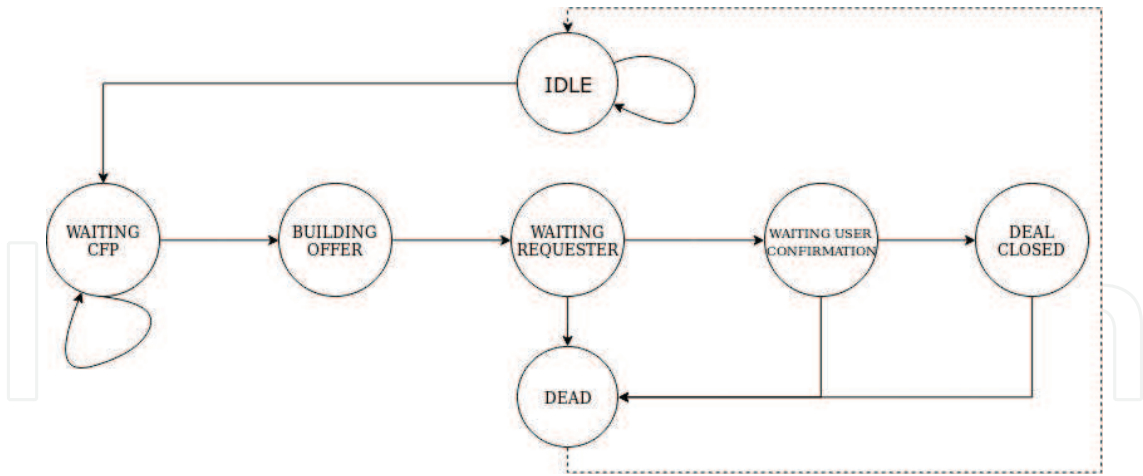 IDLE
WAITING
CFP
BUILDING
OFFER
WAITING
REQUESTER
WAITING USER
CONFIRMATION
DEAL
CLOSED
DEAD